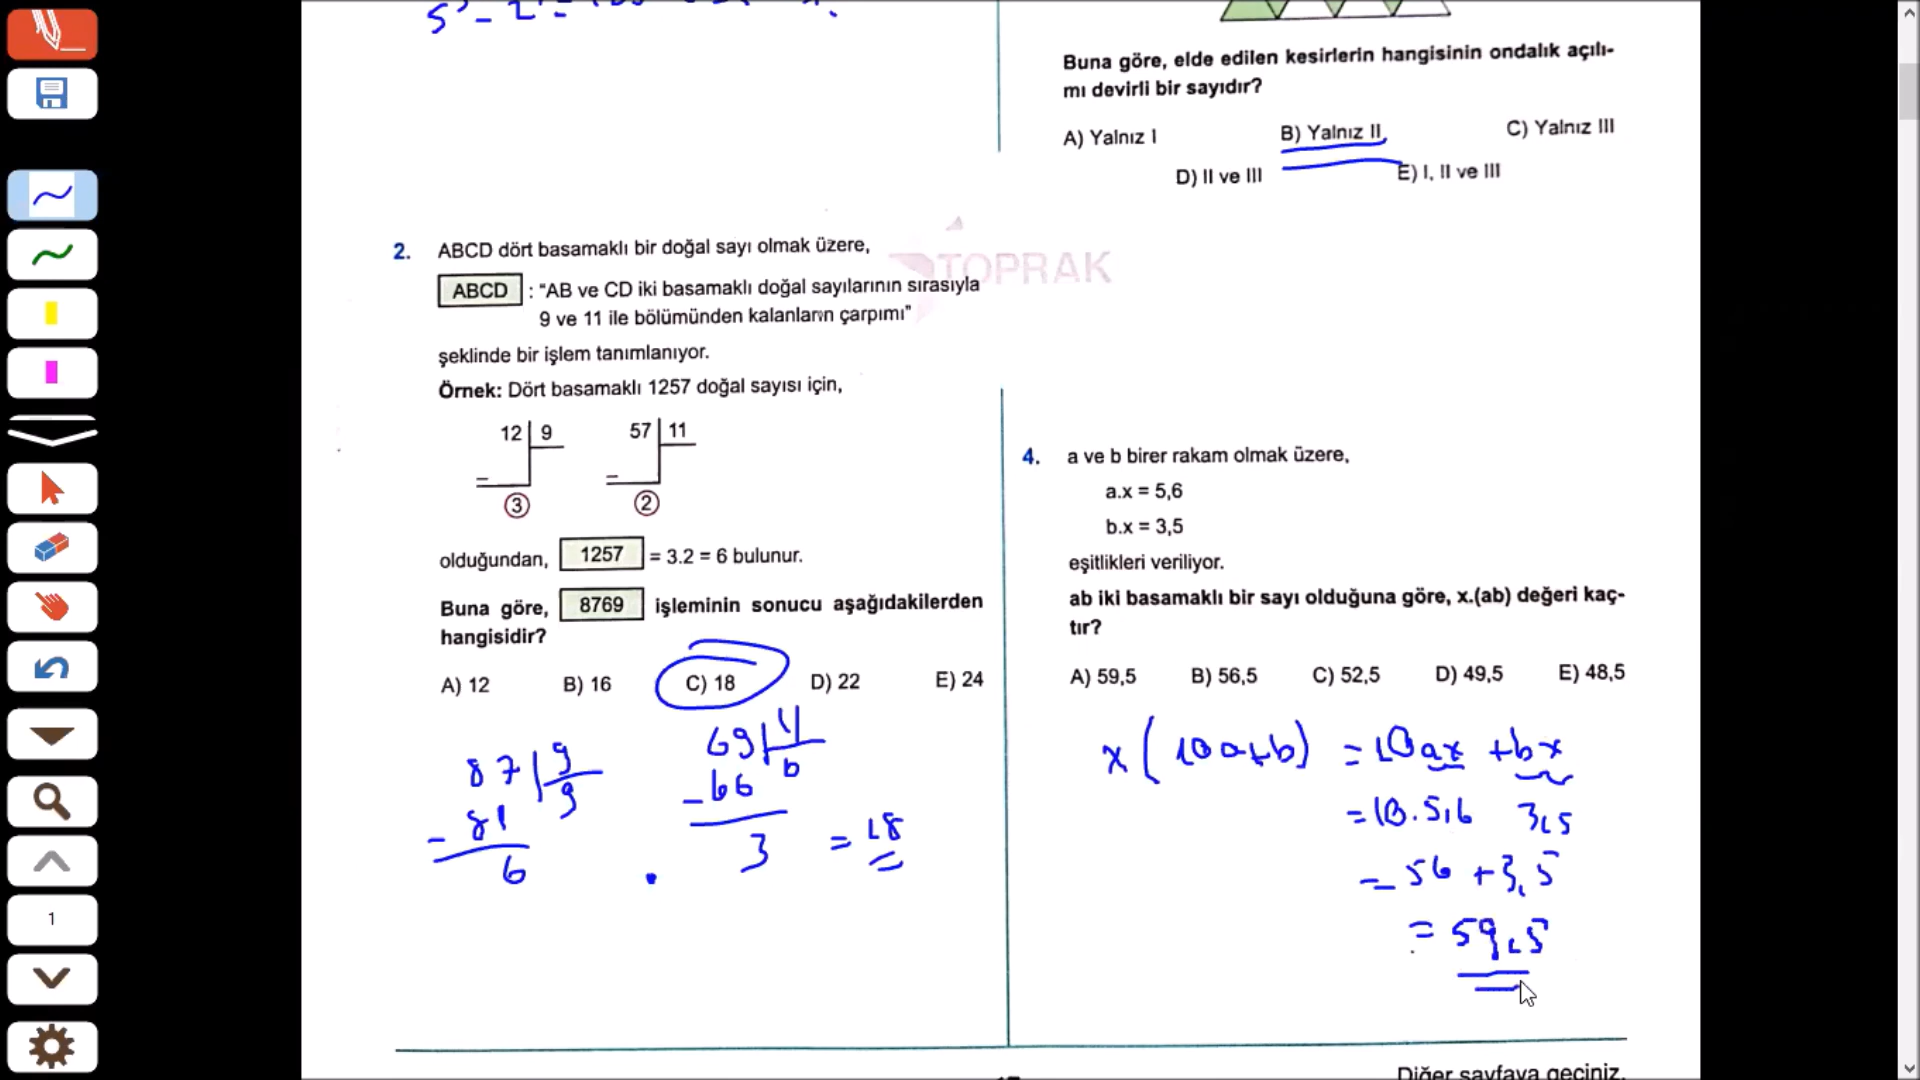 Buna göre, elde edilen kesirlerin hangisinin ondalık açılı-
mı devirli bir sayıdır?
A) Yalnız I
B) Yalnız II
C) Yalnız III
D) II ve III
E) I, II ve III
TOPRAK
2. ABCD dört basamaklı bir doğal sayı olmak üzere,
ABCD : "AB ve CD iki basamaklı doğal sayılarının sırasıyla
9 ve 11 ile bölümünden kalanların çarpımı"
şeklinde bir işlem tanımlanıyor.
Örnek: Dört basamaklı 1257 doğal sayısı için,
12 9
57 11
3
2
olduğundan, 1257 = 3.2 = 6 bulunur.
Buna göre, 8769 işleminin sonucu aşağıdakilerden
hangisidir?
A) 12 B) 16 C) 18 D) 22 E) 24
87 9
9
- 81
6
.
69 11
6
- 66
3
= 18
4. a ve b birer rakam olmak üzere,
a.x = 5,6
b.x = 3,5
eşitlikleri veriliyor.
ab iki basamaklı bir sayı olduğuna göre, x.(ab) değeri kaç-
tır?
A) 59,5 B) 56,5 C) 52,5 D) 49,5 E) 48,5
x (10a+b) = 10ax + bx
= 10.5,6 3,5
= 56 + 3,5
= 59,5
Diğer sayfaya geçiniz.
1